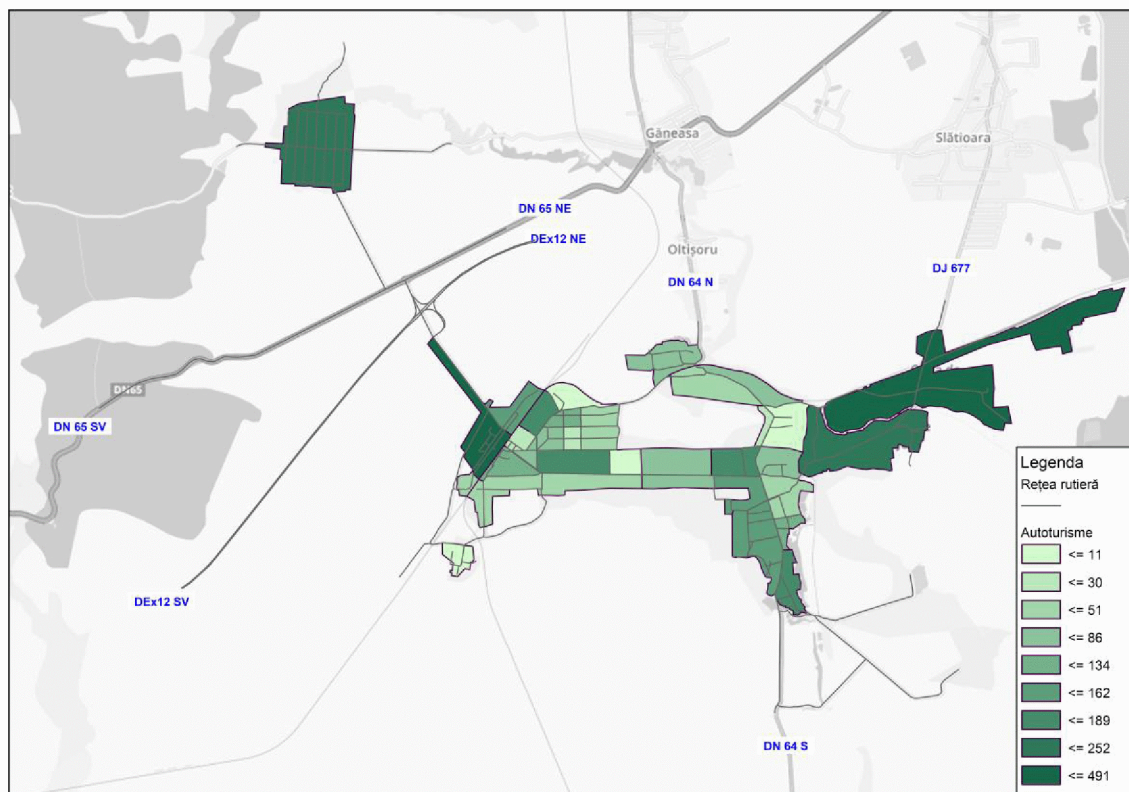 Găneasa
Slătioara
DN 65 NE
DEx12 NE
Oltișoru
DJ 677
DN 64 N
DN65
DN 65 SV
DEx12 SV
DN 64 S
Legenda
Rețea rutieră
Autoturisme
<= 11
<= 30
<= 51
<= 86
<= 134
<= 162
<= 189
<= 252
<= 491